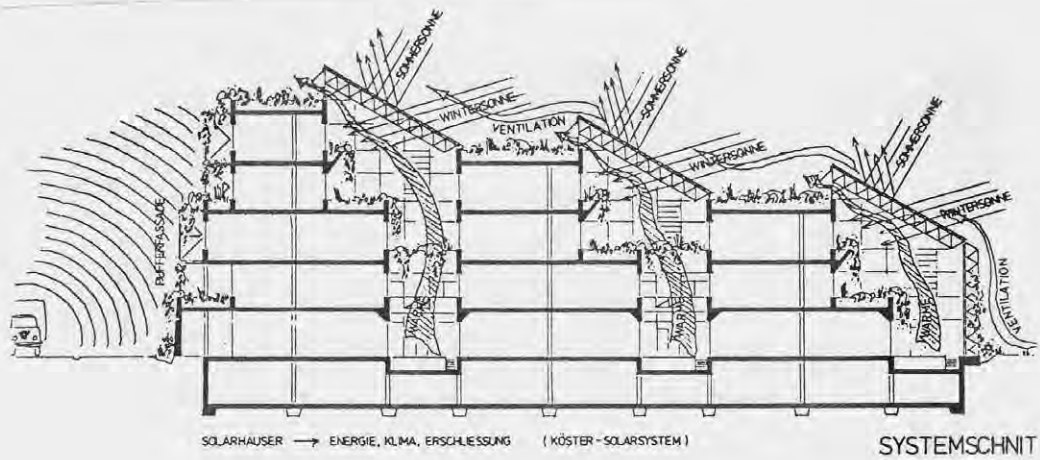 SOMMERSONNE
WINTERSONNE
VENTILATION
SOMMERSONNE
WINTERSONNE
SOMMERSONNE
WINTERSONNE
VENTILATION
PUFFERFASSADE
WÄRME
WÄRME
WÄRME
SOLARHÄUSER → ENERGIE, KLIMA, ERSCHLIESSUNG (KÖSTER-SOLARSYSTEM)
SYSTEMSCHNIT